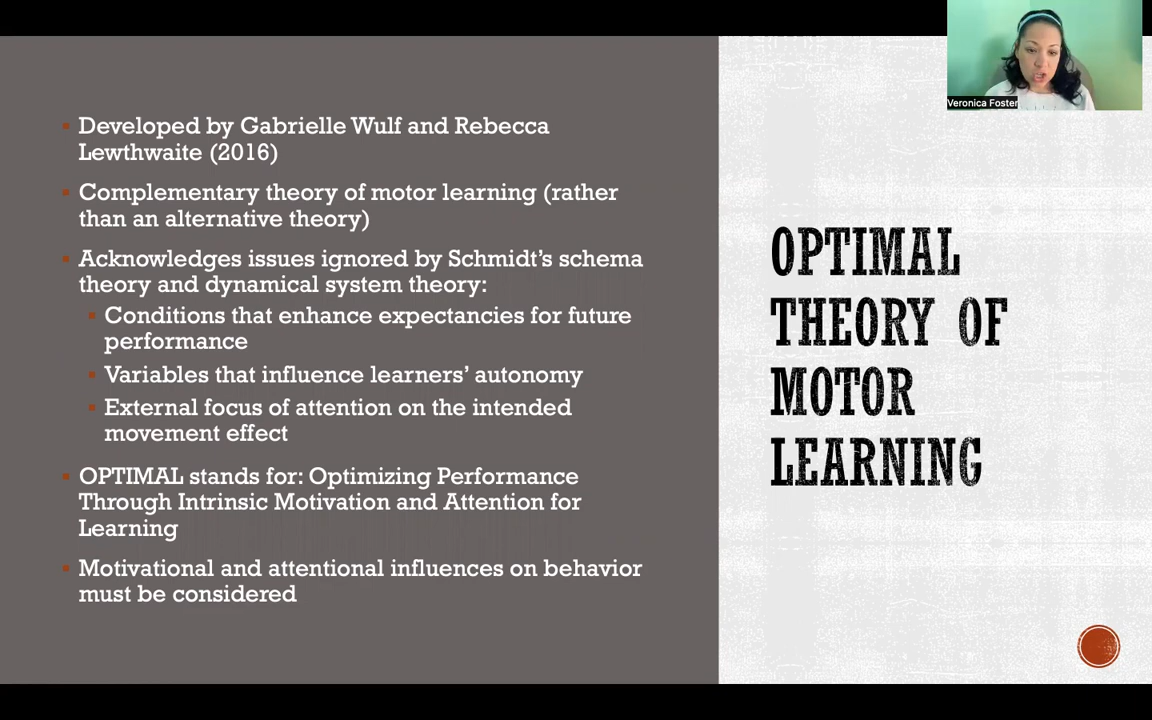 Veronica Foster
Developed by Gabrielle Wulf and Rebecca
Lewthwaite (2016)
Complementary theory of motor learning (rather
than an alternative theory)
Acknowledges issues ignored by Schmidt’s schema
theory and dynamical system theory:
Conditions that enhance expectancies for future
performance
Variables that influence learners’ autonomy
External focus of attention on the intended
movement effect
OPTIMAL stands for: Optimizing Performance
Through Intrinsic Motivation and Attention for
Learning
Motivational and attentional influences on behavior
must be considered
OPTIMAL
THEORY OF
MOTOR
LEARNING